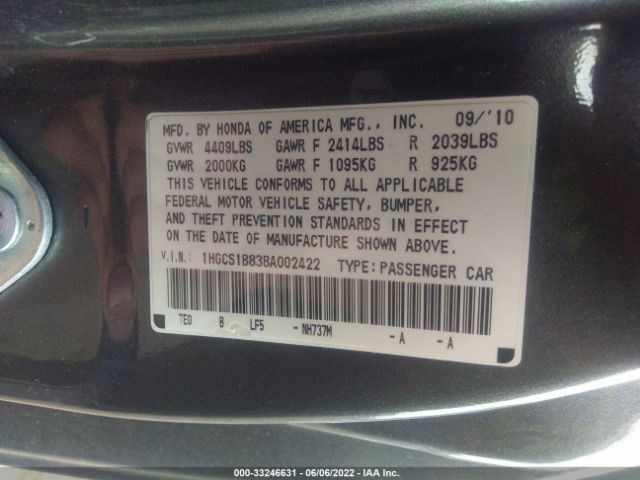 MFD. BY HONDA OF AMERICA MFG., INC. 09/'10
GVWR 4409LBS GAWR F 2414LBS R 2039LBS
GVWR 2000KG GAWR F 1095KG R 925KG
THIS VEHICLE CONFORMS TO ALL APPLICABLE
FEDERAL MOTOR VEHICLE SAFETY, BUMPER,
AND THEFT PREVENTION STANDARDS IN EFFECT
ON THE DATE OF MANUFACTURE SHOWN ABOVE.
V.I.N.: 1HGCS1B83BA002422 TYPE: PASSENGER CAR
TE0 B LF5 - NH737M - A - A
000-33246631 - 06/06/2022 - IAA Inc.